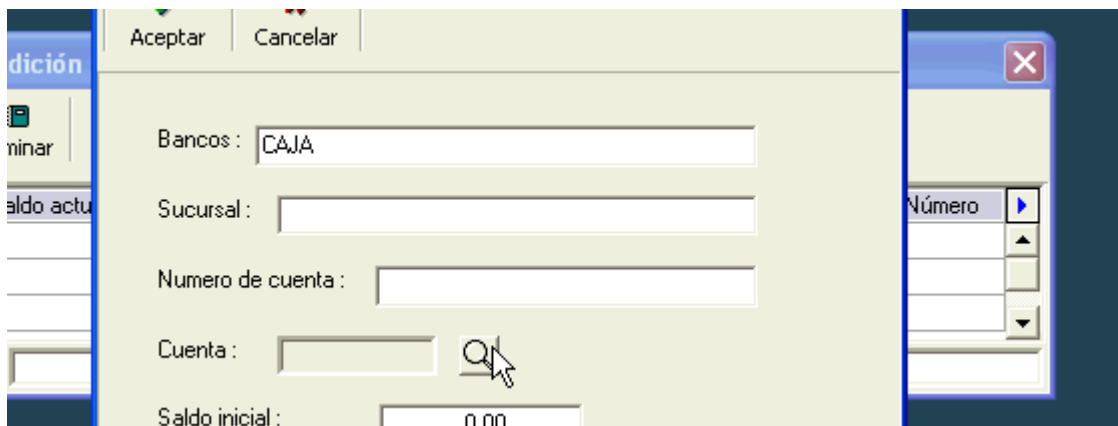 Aceptar Cancelar
dición
minar
aldo actu Número
Bancos : CAJA
Sucursal :
Numero de cuenta :
Cuenta :
Saldo inicial : 0.00